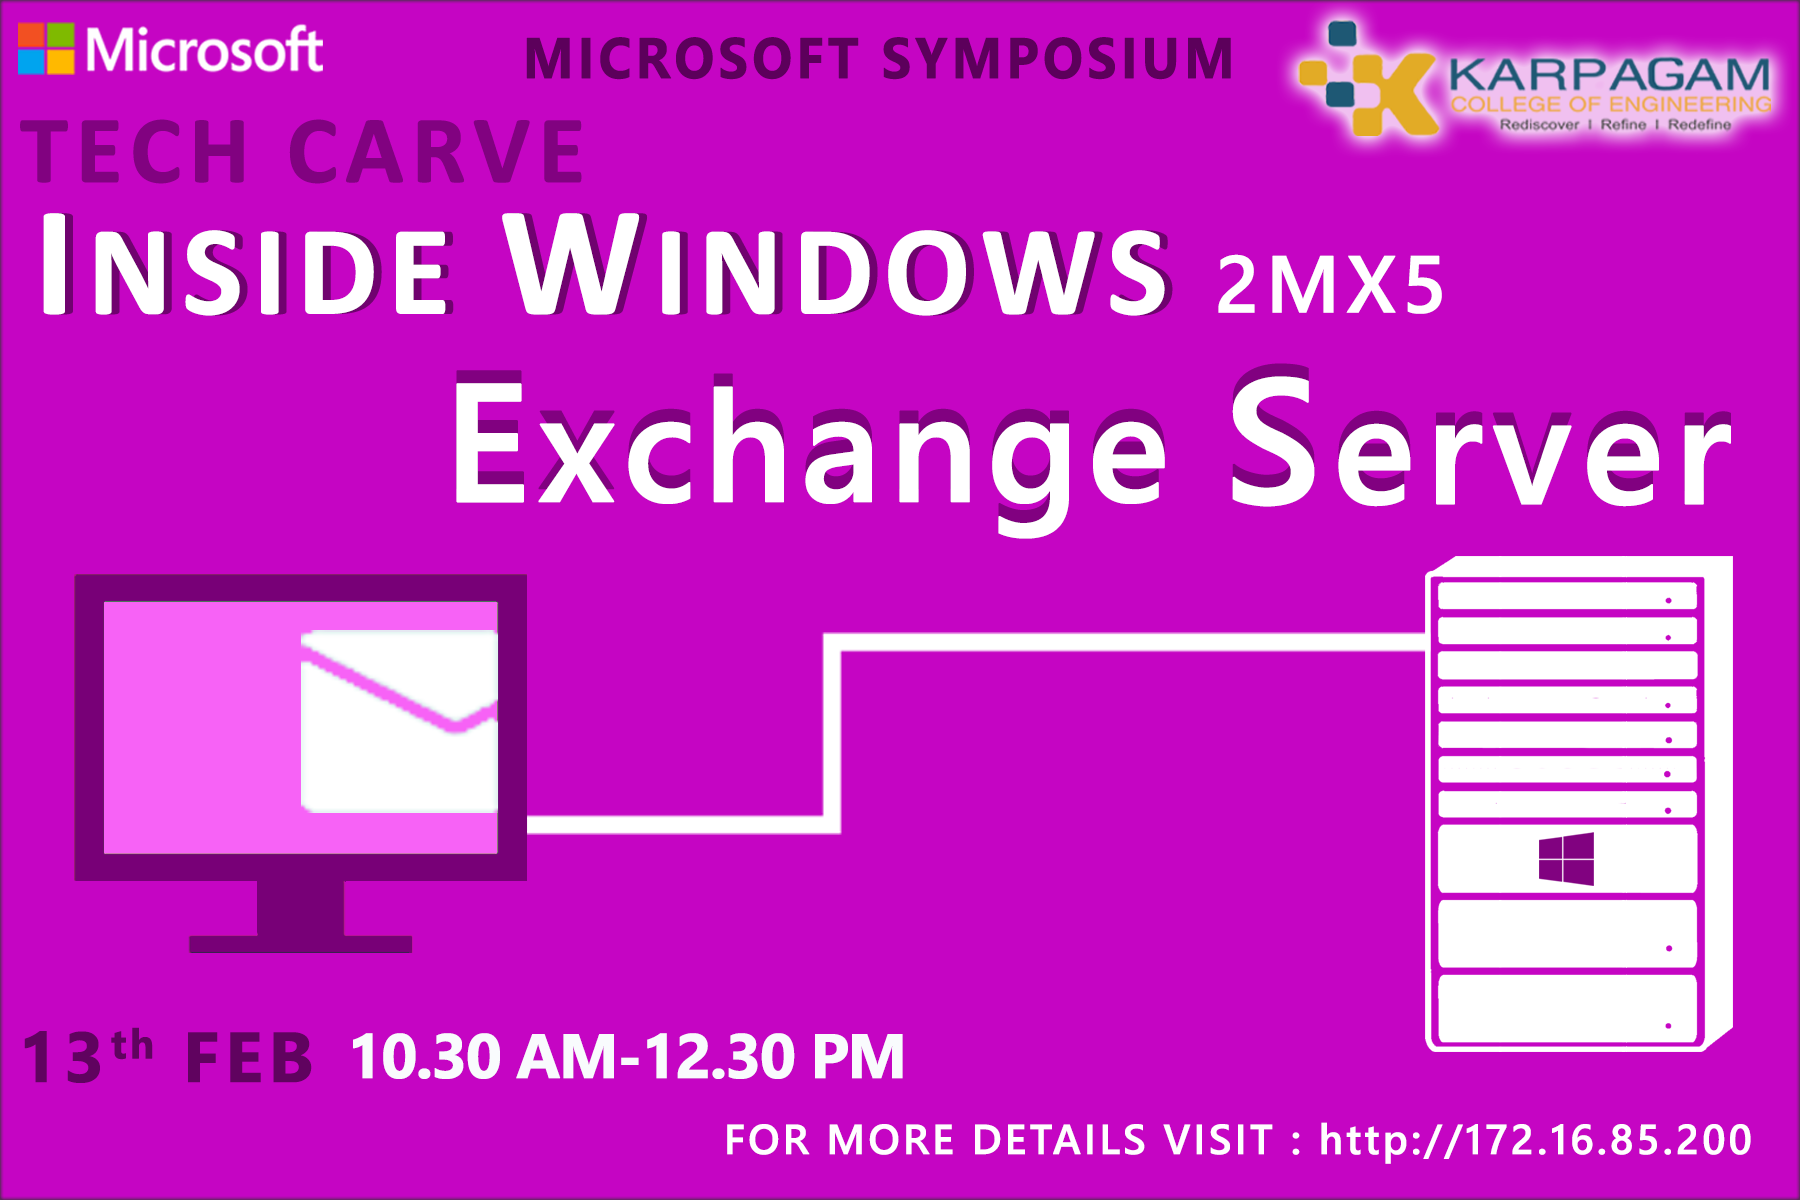 Microsoft
MICROSOFT SYMPOSIUM
KARPAGAM
COLLEGE OF ENGINEERING
Rediscover I Refine I Redefine
TECH CARVE
INSIDE WINDOWS 2MX5
Exchange Server
13th FEB 10.30 AM-12.30 PM
FOR MORE DETAILS VISIT : http://172.16.85.200